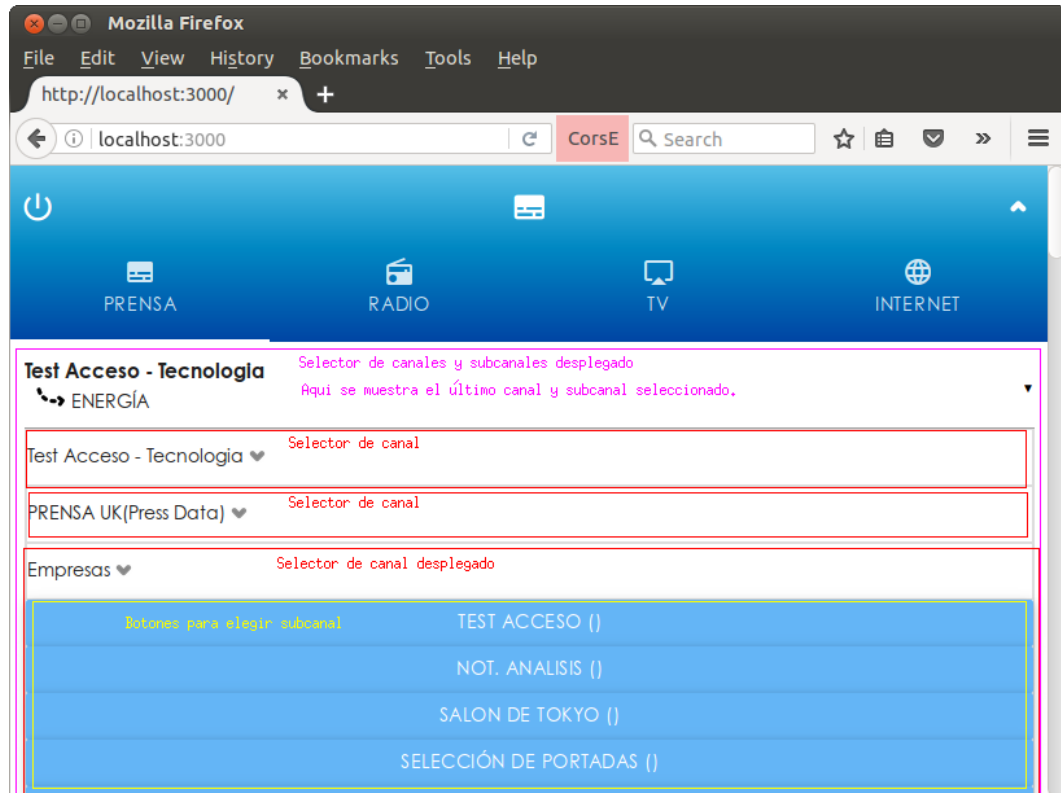 Mozilla Firefox
File Edit View History Bookmarks Tools Help
http://localhost:3000/ × +
localhost:3000 CorsE Search »
PRENSA RADIO TV INTERNET
Test Acceso - Tecnologia Selector de canales y subcanales desplegado
ENERGÍA Aqui se muestra el último canal y subcanal seleccionado.
Selector de canal
Test Acceso - Tecnologia
Selector de canal
PRENSA UK(Press Data)
Empresas Selector de canal desplegado
Botones para elegir subcanal TEST ACCESO ()
NOT. ANALISIS ()
SALON DE TOKYO ()
SELECCIÓN DE PORTADAS ()